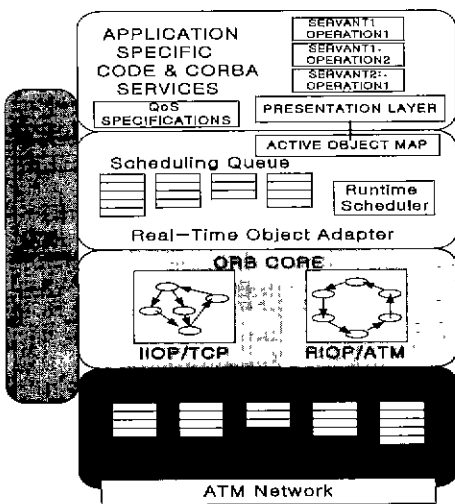 APPLICATION
SPECIFIC
CODE & CORBA
SERVICES
QoS
SPECIFICATIONS
SERVANT1:
OPERATION1
SERVANT1:
OPERATION2
SERVANT2:
OPERATION1
PRESENTATION LAYER
ACTIVE OBJECT MAP
Scheduling Queue
Runtime
Scheduler
Real-Time Object Adapter
ORB CORE
IIOP/TCP
RIOP/ATM
ATM Network